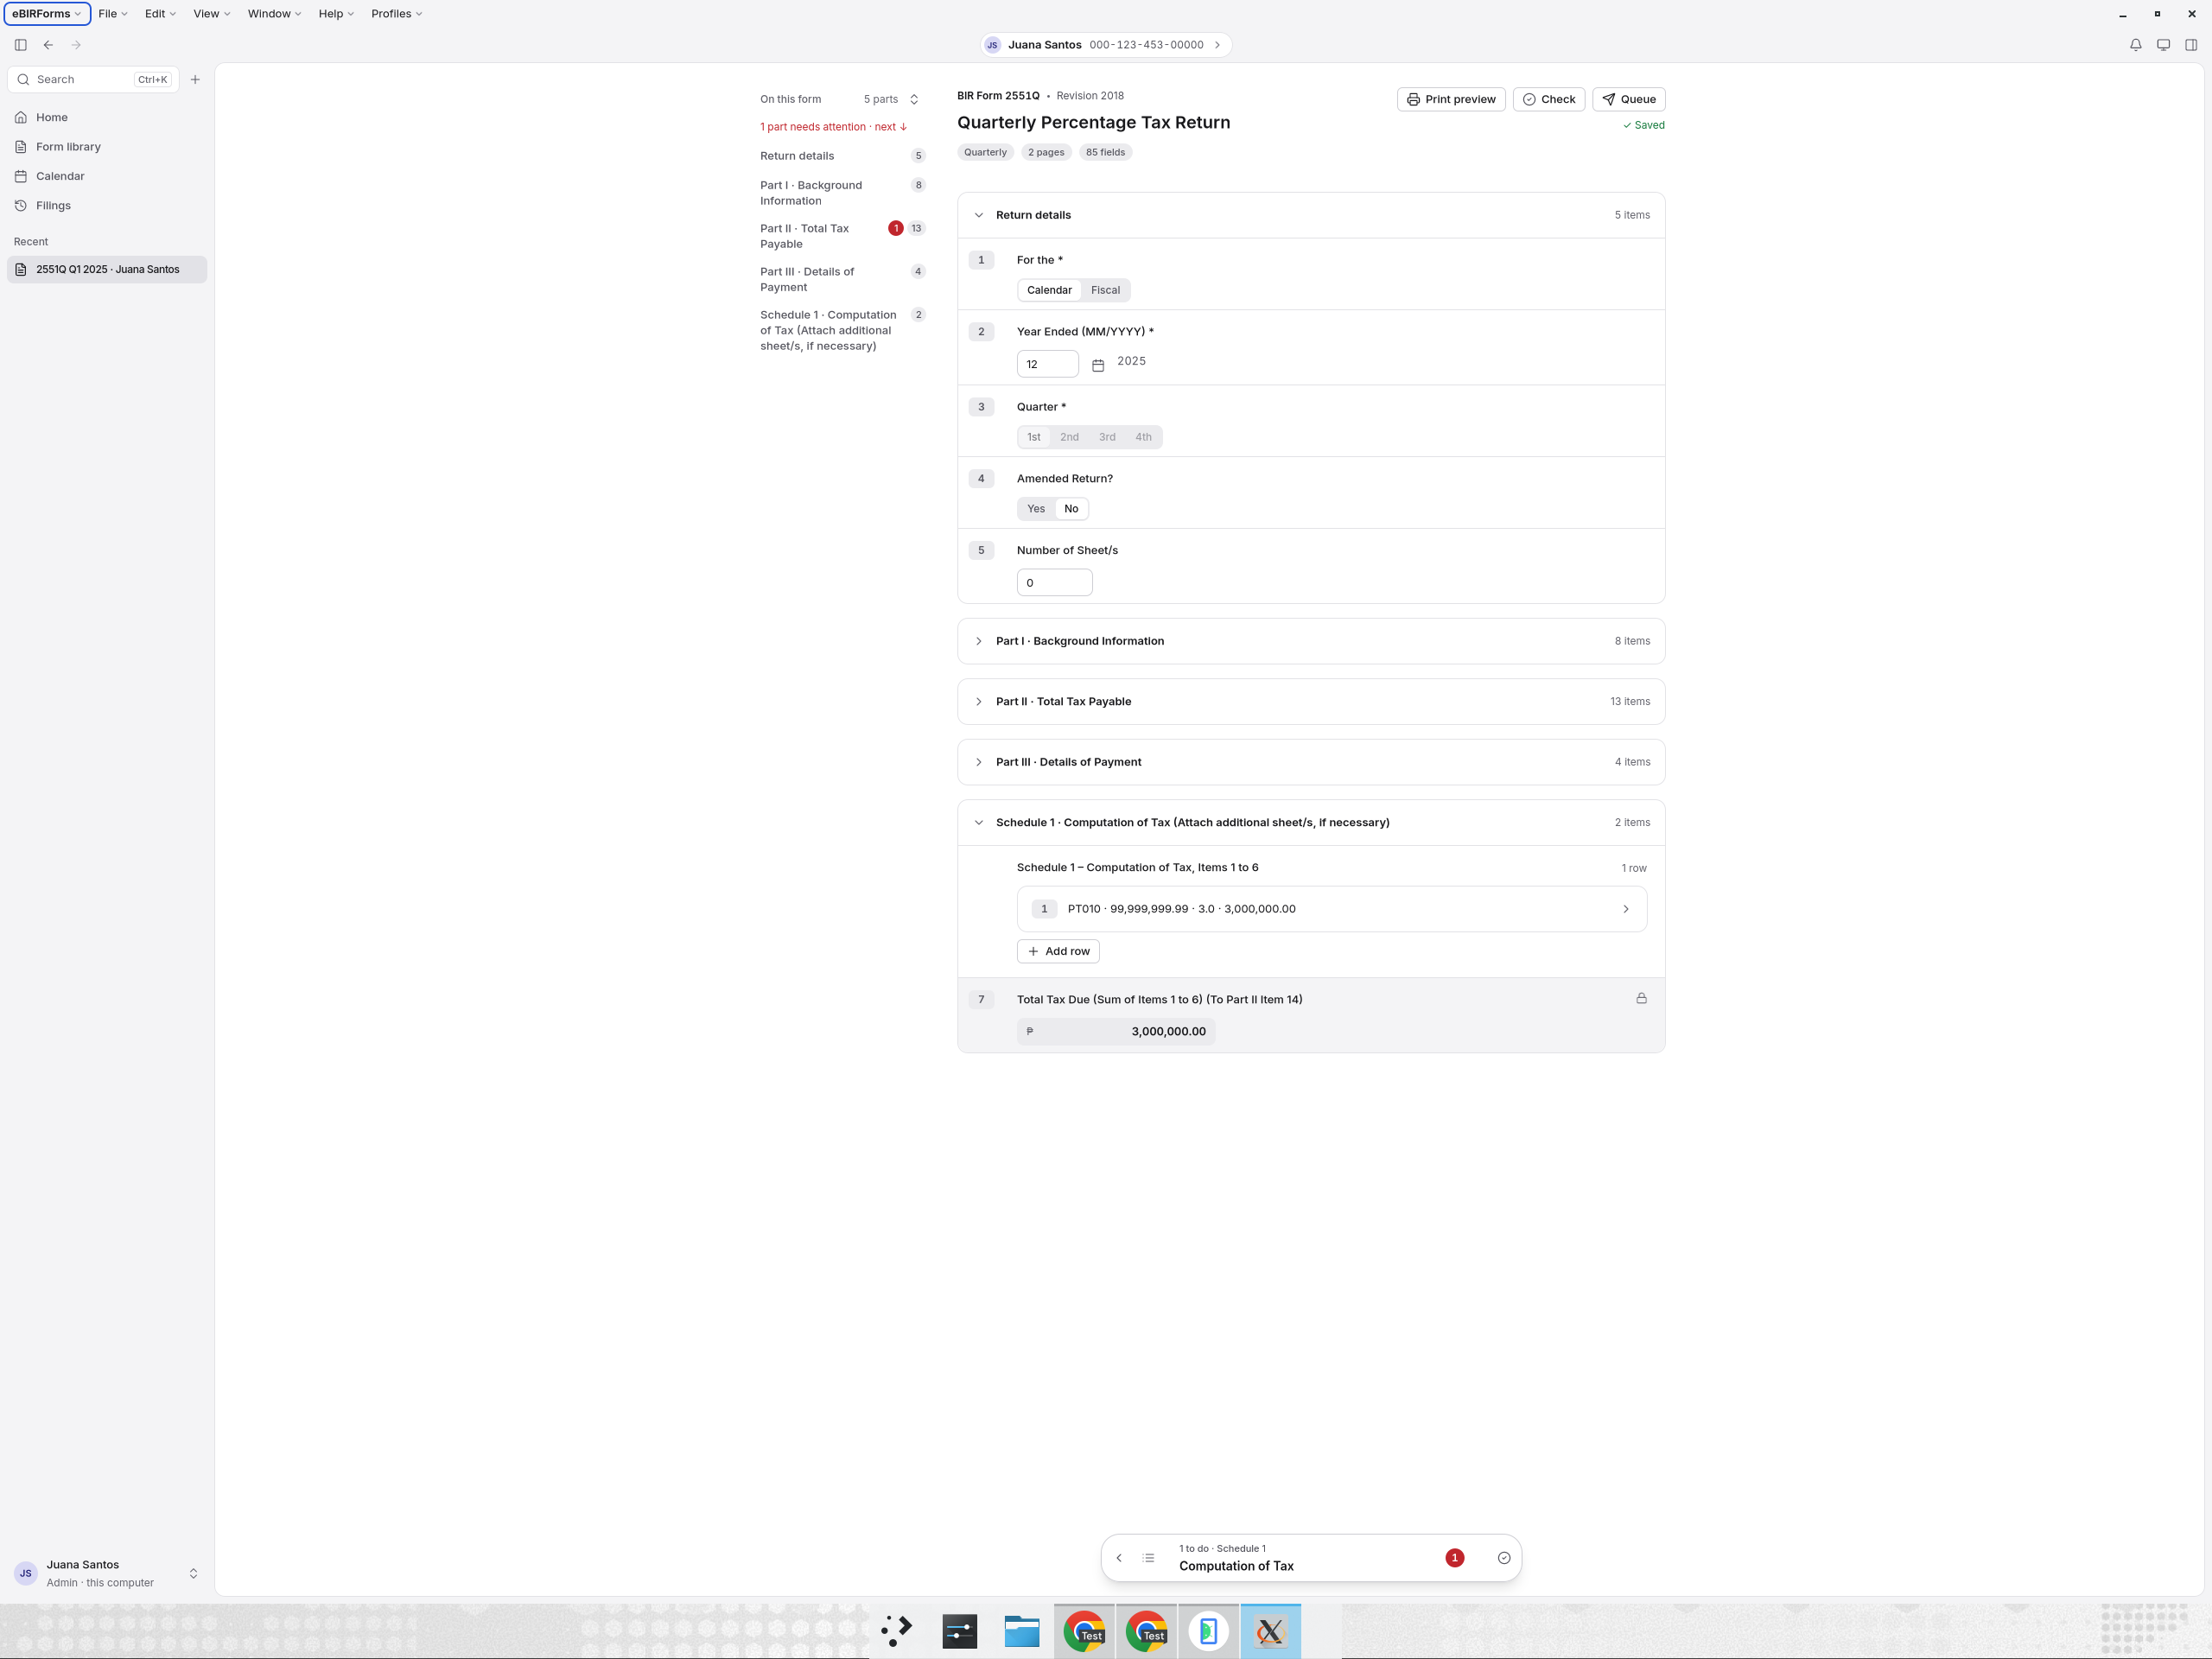 eBIRForms File Edit View Window Help Profiles
JS Juana Santos 000-123-453-00000
Search Ctrl+K
Home
Form library
Calendar
Filings
Recent
2551Q Q1 2025 · Juana Santos
On this form 5 parts
1 part needs attention · next ↓
Return details 5
Part I · Background 8
Information
Part II · Total Tax 1 13
Payable
Part III · Details of 4
Payment
Schedule 1 · Computation 2
of Tax (Attach additional
sheet/s, if necessary)
BIR Form 2551Q • Revision 2018
Print preview Check Queue
Quarterly Percentage Tax Return
✓ Saved
Quarterly 2 pages 85 fields
Return details 5 items
1 For the *
Calendar Fiscal
2 Year Ended (MM/YYYY) *
12 2025
3 Quarter *
1st 2nd 3rd 4th
4 Amended Return?
Yes No
5 Number of Sheet/s
0
Part I · Background Information 8 items
Part II · Total Tax Payable 13 items
Part III · Details of Payment 4 items
Schedule 1 · Computation of Tax (Attach additional sheet/s, if necessary) 2 items
Schedule 1 – Computation of Tax, Items 1 to 6 1 row
1 PT010 · 99,999,999.99 · 3.0 · 3,000,000.00
Add row
7 Total Tax Due (Sum of Items 1 to 6) (To Part II Item 14)
₱ 3,000,000.00
1 to do · Schedule 1
Computation of Tax 1
JS Juana Santos
Admin · this computer
Test Test